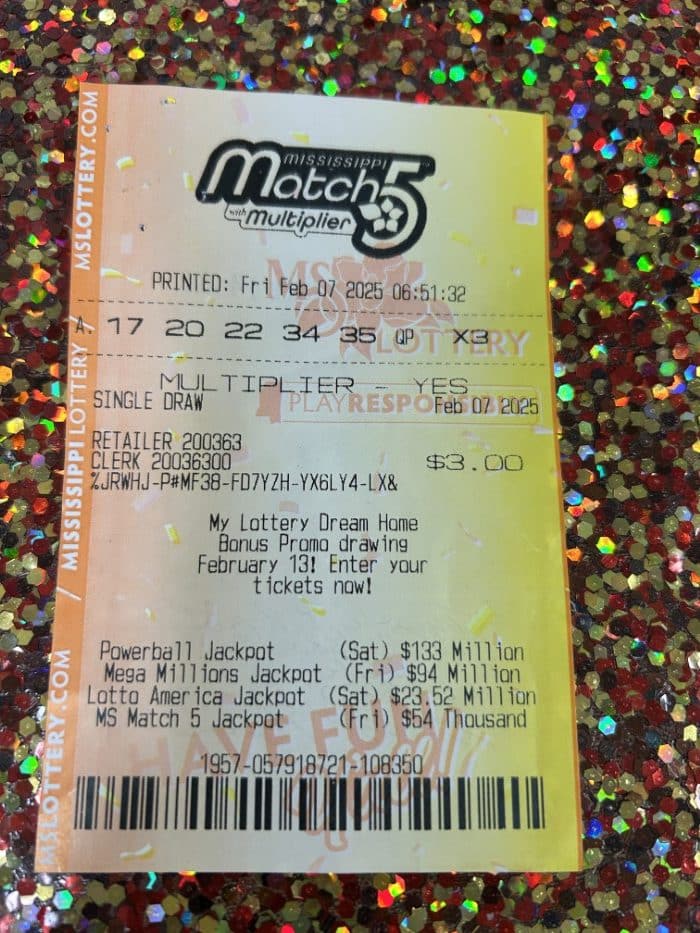 MISSISSIPPI
Match 5
with Multiplier
PRINTED: Fri Feb 07 2025 06:51:32
MS
LOTTERY
A 17 20 22 34 35 QP X3
MULTIPLIER - YES
SINGLE DRAW Feb 07 2025
PLAY RESPONSIBLY
RETAILER 200363
CLERK 20036300 $3.00
%JRWHJ-P#MF38-FD7YZH-YX6LY4-LX&
My Lottery Dream Home
Bonus Promo drawing
February 13! Enter your
tickets now!
Powerball Jackpot (Sat) $133 Million
Mega Millions Jackpot (Fri) $94 Million
Lotto America Jackpot (Sat) $23.52 Million
MS Match 5 Jackpot (Fri) $54 Thousand
HAVE FUN
1957-057918721-108350
MSLOTTERY.COM / MISSISSIPPI LOTTERY / MSLOTTERY.COM